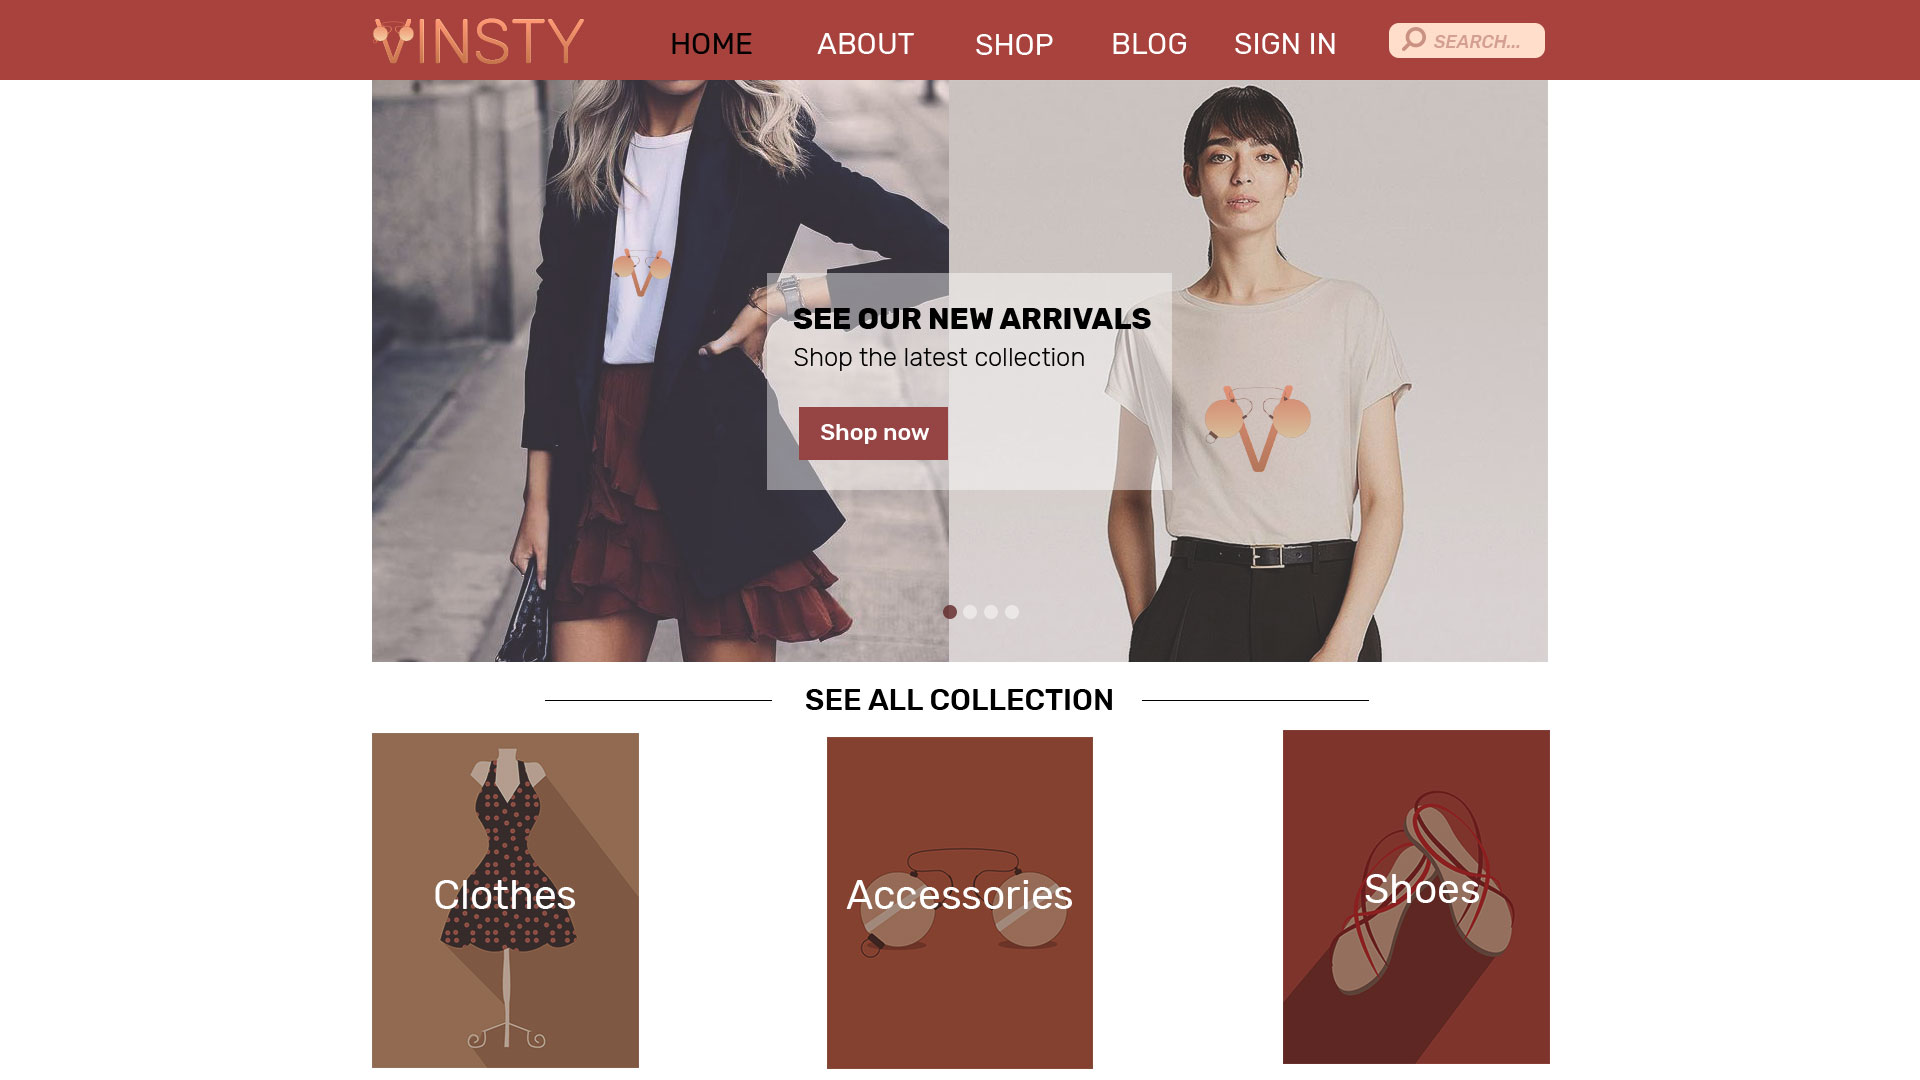 VINSTY
HOME
ABOUT
SHOP
BLOG
SIGN IN
SEARCH...
V
V
SEE OUR NEW ARRIVALS
Shop the latest collection
Shop now
SEE ALL COLLECTION
Clothes
Accessories
Shoes